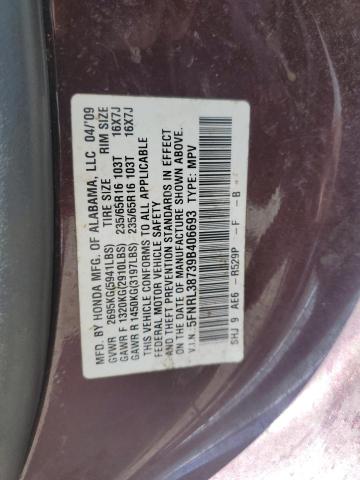 MFD. BY HONDA MFG. OF ALABAMA, LLC 04/'09
TIRE SIZE RIM SIZE
GVWR 2695KG(5941LBS)
GAWR F 1320KG(2910LBS) 235/65R16 103T 16X7J
GAWR R 1450KG(3197LBS) 235/65R16 103T 16X7J
THIS VEHICLE CONFORMS TO ALL APPLICABLE
FEDERAL MOTOR VEHICLE SAFETY, BUMPER, AND
THEFT PREVENTION STANDARDS IN EFFECT
ON THE DATE OF MANUFACTURE SHOWN ABOVE.
V.I.N.: 5FNRL38739B406693 TYPE: MPV
SHJ 9 AE6 - R529P - F - B -